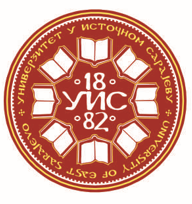 УНИВЕРЗИТЕТ У ИСТОЧНОМ САРАЈЕВУ
UNIVERSITY OF EAST SARAJEVO
18
УИС
82